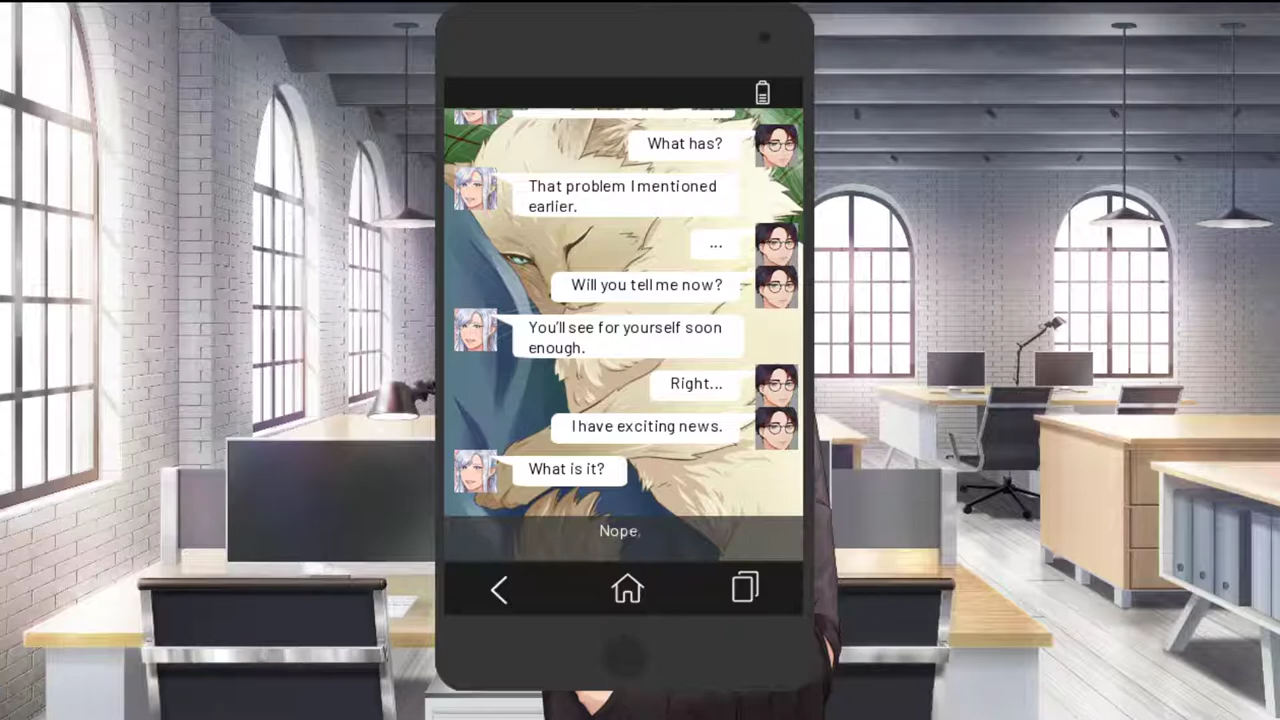 What has?
That problem I mentioned
earlier.
...
Will you tell me now?
You'll see for yourself soon
enough.
Right...
I have exciting news.
What is it?
Nope,